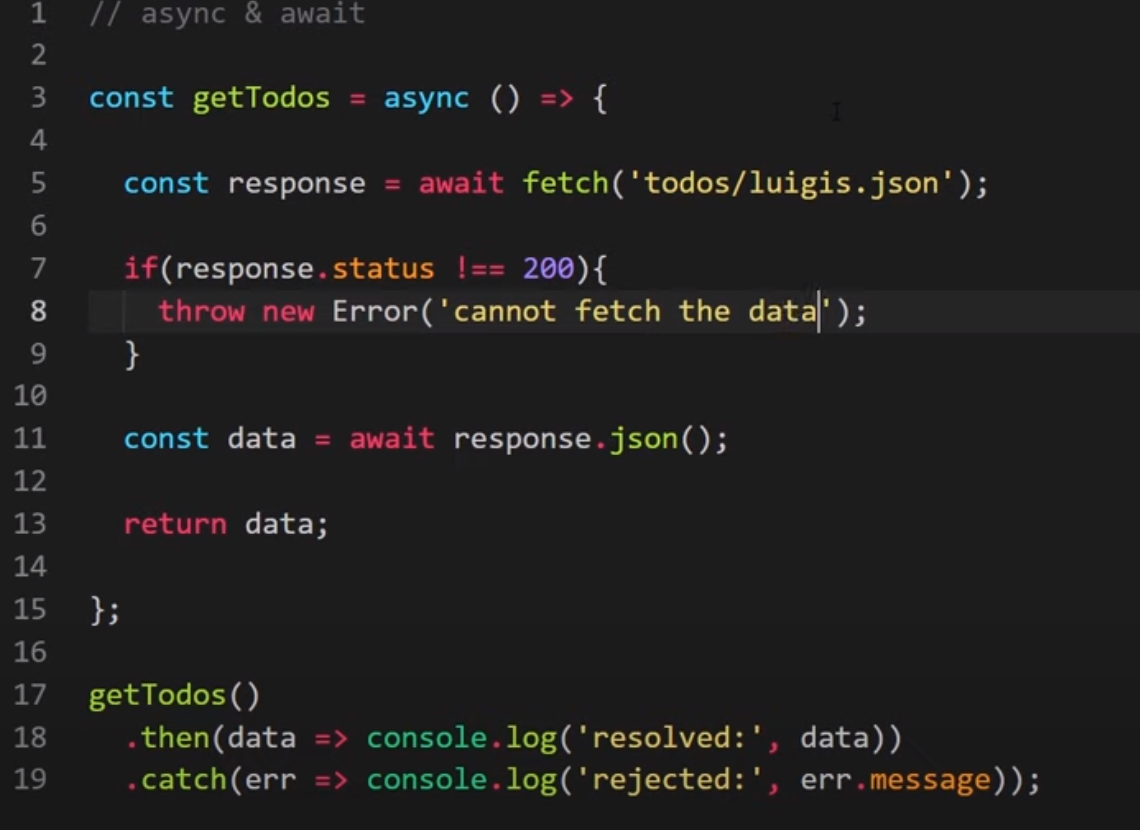 1 // async & await
2
3 const getTodos = async () => {
4
5   const response = await fetch('todos/luigis.json');
6
7   if(response.status !== 200){
8     throw new Error('cannot fetch the data');
9   }
10
11   const data = await response.json();
12
13   return data;
14
15 };
16
17 getTodos()
18   .then(data => console.log('resolved:', data))
19   .catch(err => console.log('rejected:', err.message));